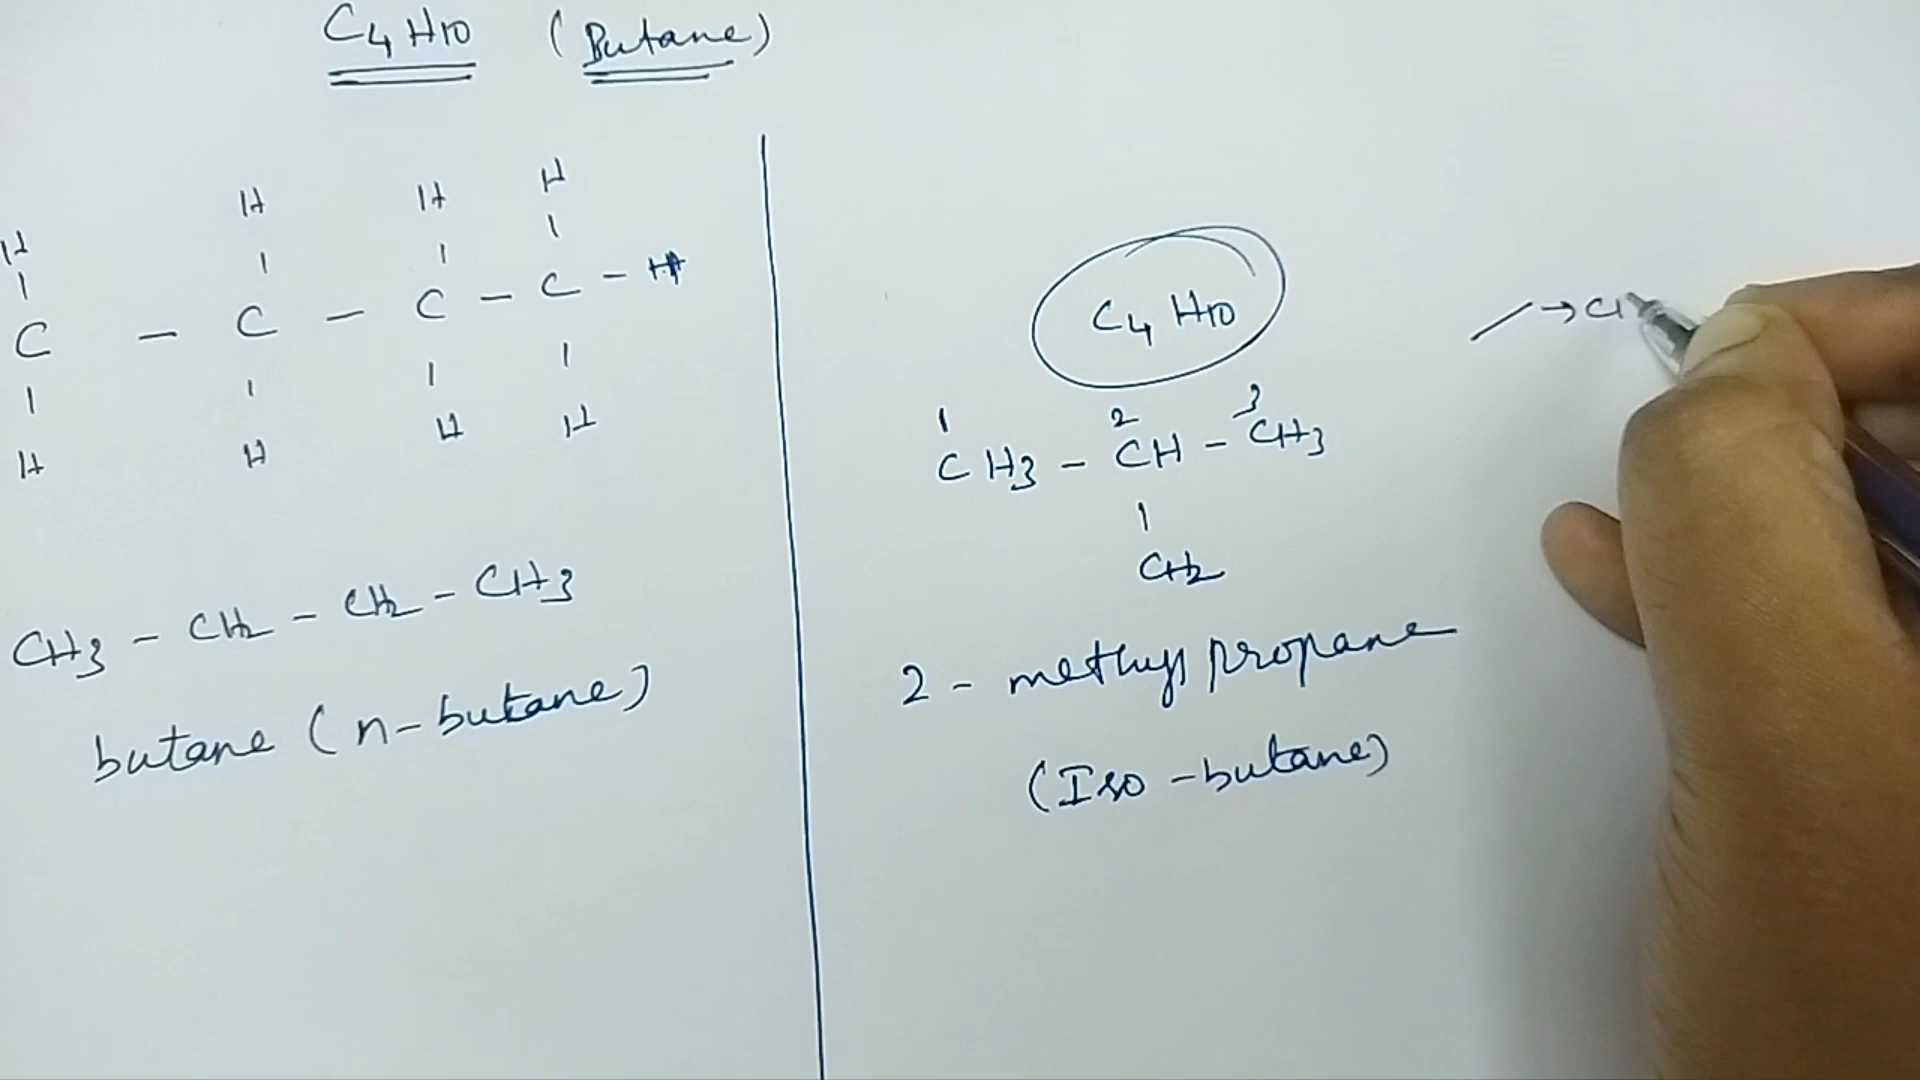 C4H10 (Butane)
H H H H
C - C - C - C - H
H H H H
CH3 - CH2 - CH2 - CH3
butane (n-butane)
C4H10
1 2 3
CH3 - CH - CH3
CH2
2 - methyl propane
(Iso-butane)